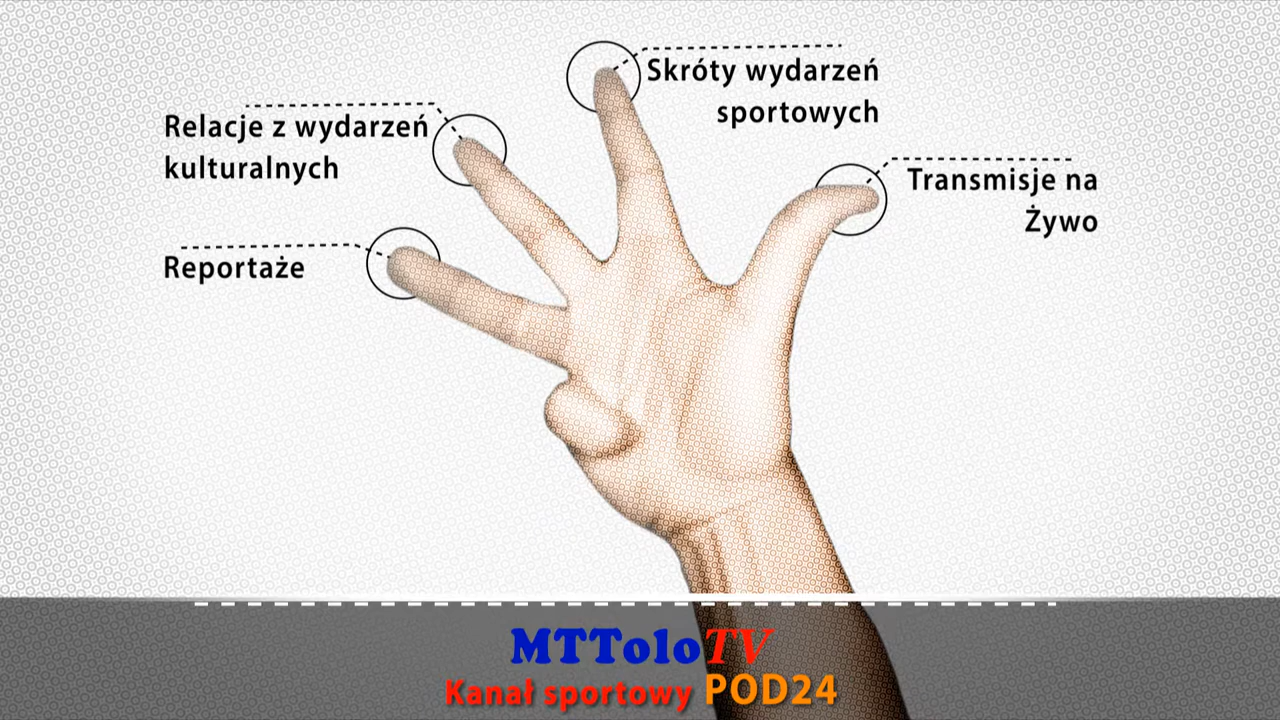 Skróty wydarzeń
sportowych
Relacje z wydarzeń
kulturalnych
Transmisje na
Żywo
Reportaże
MTToloTV
Kanał sportowy POD24